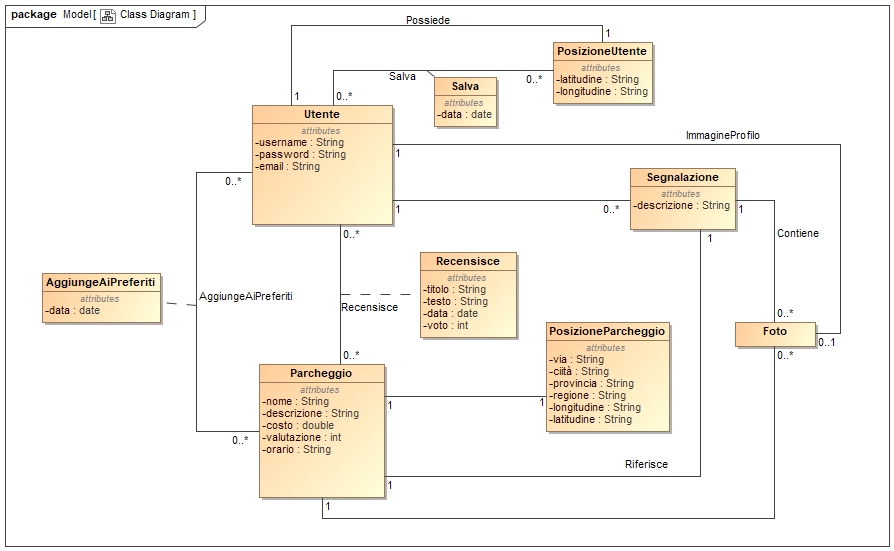 package Model[ Class Diagram ]
Possiede
1
1
PosizioneUtente
attributes
-latitudine : String
-longitudine : String
Salva
0..*
0..*
Salva
attributes
-data : date
Utente
attributes
-username : String
-password : String
-email : String
ImmagineProfilo
1
0..*
1
0..*
Segnalazione
attributes
-descrizione : String
1
1
Contiene
0..*
Recensisce
attributes
-titolo : String
-testo : String
-data : date
-voto : int
AggiungeAiPreferiti
attributes
-data : date
AggiungeAiPreferiti
Recensisce
0..*
Foto
0..1
0..*
0..*
PosizioneParcheggio
attributes
-via : String
-ciità : String
-provincia : String
-regione : String
-longitudine : String
-latitudine : String
Parcheggio
attributes
-nome : String
-descrizione : String
-costo : double
-valutazione : int
-orario : String
1
1
0..*
Riferisce
1
1